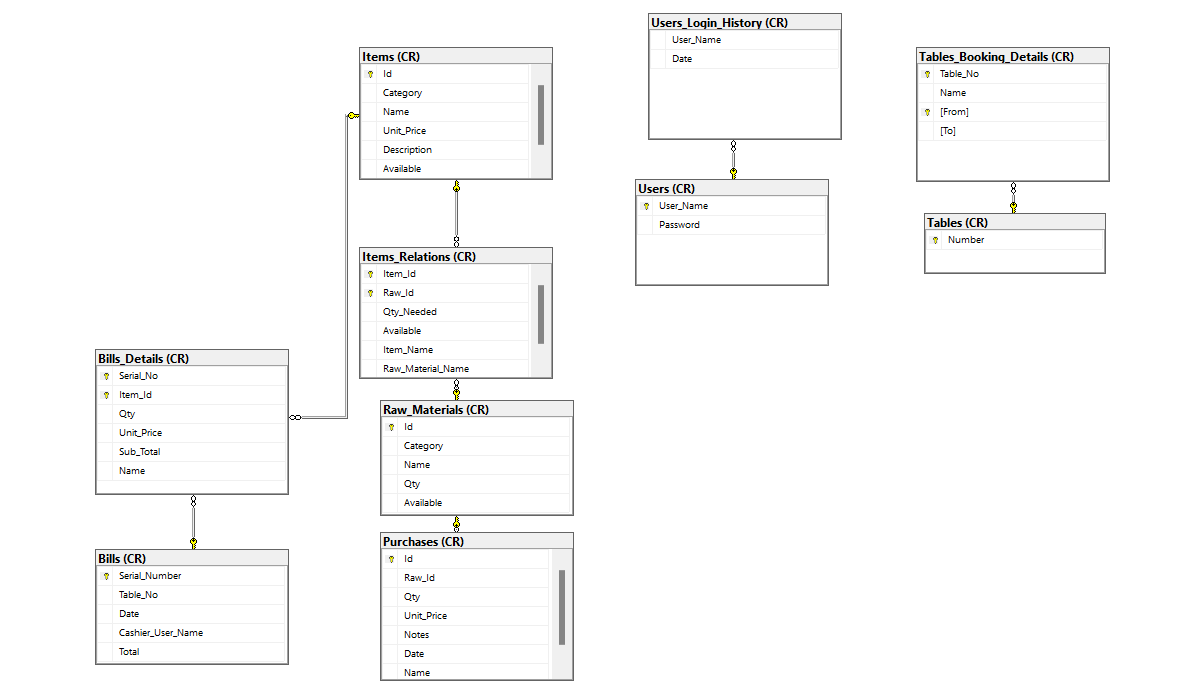 Users_Login_History (CR)
User_Name
Date
Items (CR)
Id
Category
Name
Unit_Price
Description
Available
Tables_Booking_Details (CR)
Table_No
Name
[From]
[To]
Users (CR)
User_Name
Password
Tables (CR)
Number
Items_Relations (CR)
Item_Id
Raw_Id
Qty_Needed
Available
Item_Name
Raw_Material_Name
Bills_Details (CR)
Serial_No
Item_Id
Qty
Unit_Price
Sub_Total
Name
Raw_Materials (CR)
Id
Category
Name
Qty
Available
Bills (CR)
Serial_Number
Table_No
Date
Cashier_User_Name
Total
Purchases (CR)
Id
Raw_Id
Qty
Unit_Price
Notes
Date
Name